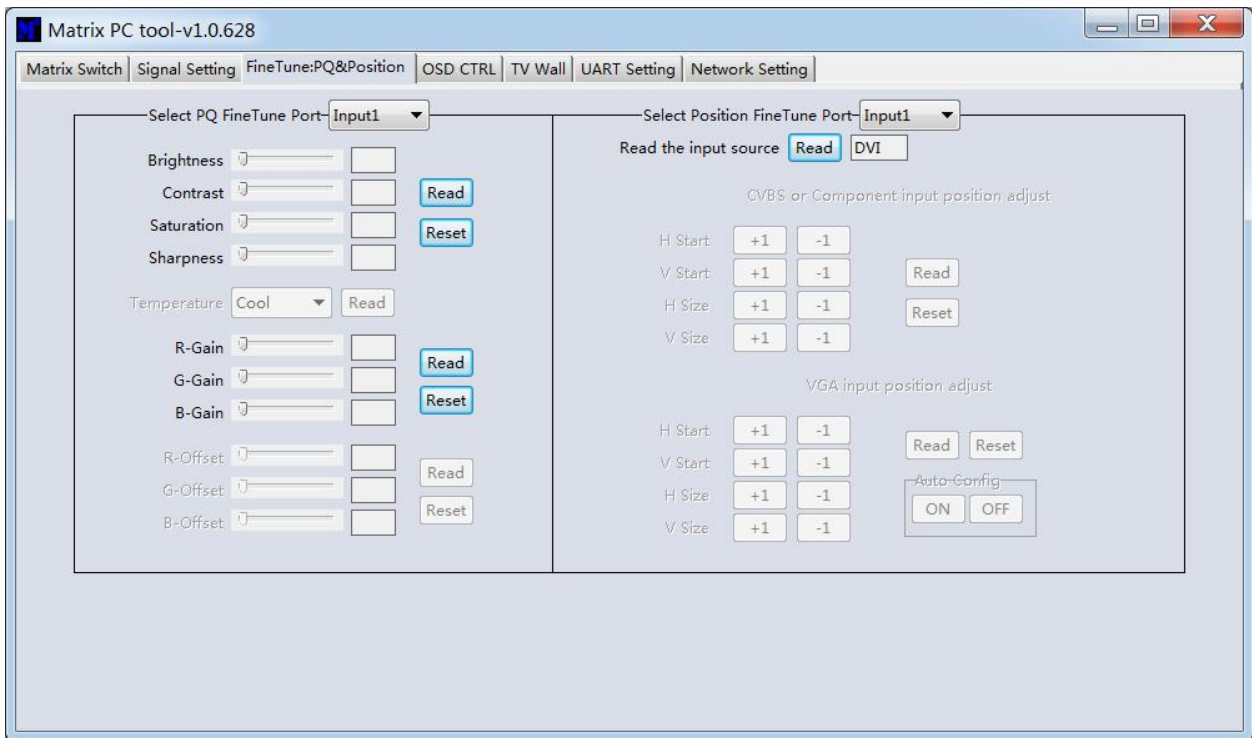 Matrix PC tool-v1.0.628
Matrix Switch Signal Setting FineTune:PQ&Position OSD CTRL TV Wall UART Setting Network Setting
Select PQ FineTune Port Input1
Brightness
Contrast Read
Saturation Reset
Sharpness
Temperature Cool Read
R-Gain Read
G-Gain
B-Gain Reset
R-Offset
G-Offset Read
B-Offset Reset
Select Position FineTune Port Input1
Read the input source Read DVI
CVBS or Component input position adjust
H Start +1 -1
V Start +1 -1 Read
H Size +1 -1 Reset
V Size +1 -1
VGA input position adjust
H Start +1 -1 Read Reset
V Start +1 -1
Auto Config
H Size +1 -1 ON OFF
V Size +1 -1